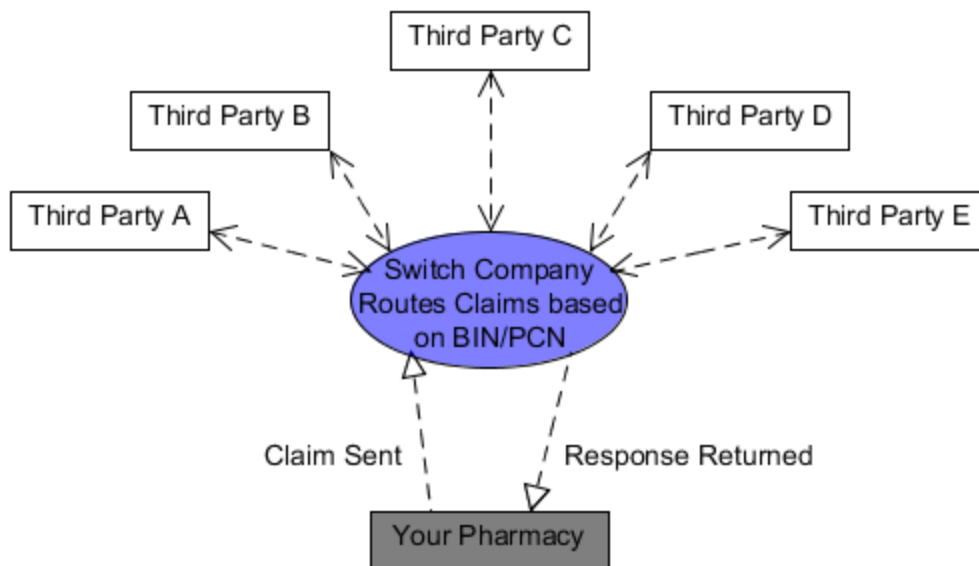 Third Party C
Third Party B
Third Party D
Third Party A
Third Party E
Switch Company
Routes Claims based
on BIN/PCN
Claim Sent
Response Returned
Your Pharmacy